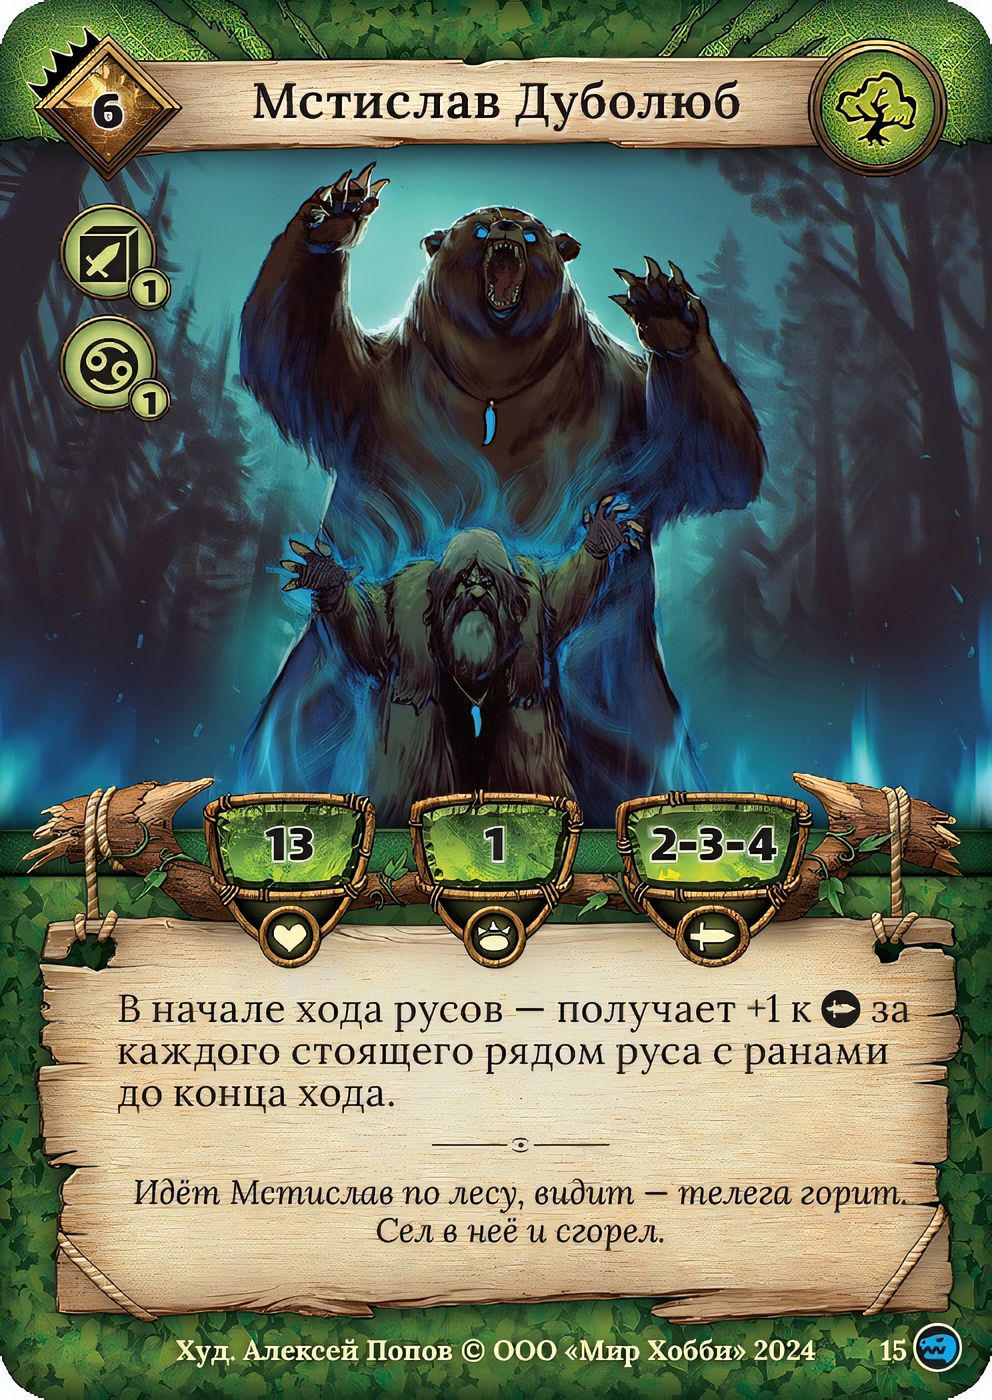 6
Мстислав Дуболюб
1
1
13
1
2-3-4
В начале хода русов — получает +1 к за
каждого стоящего рядом руса с ранами
до конца хода.
Идёт Мстислав по лесу, видит — телега горит.
Сел в неё и сгорел.
Худ. Алексей Попов © ООО «Мир Хобби» 2024
15